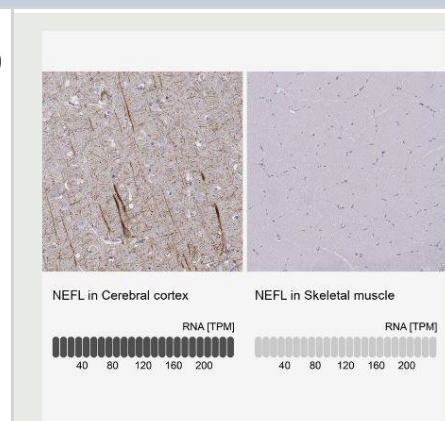 NEFL in Cerebral cortex
RNA [TPM]
40 80 120 160 200
NEFL in Skeletal muscle
RNA [TPM]
40 80 120 160 200